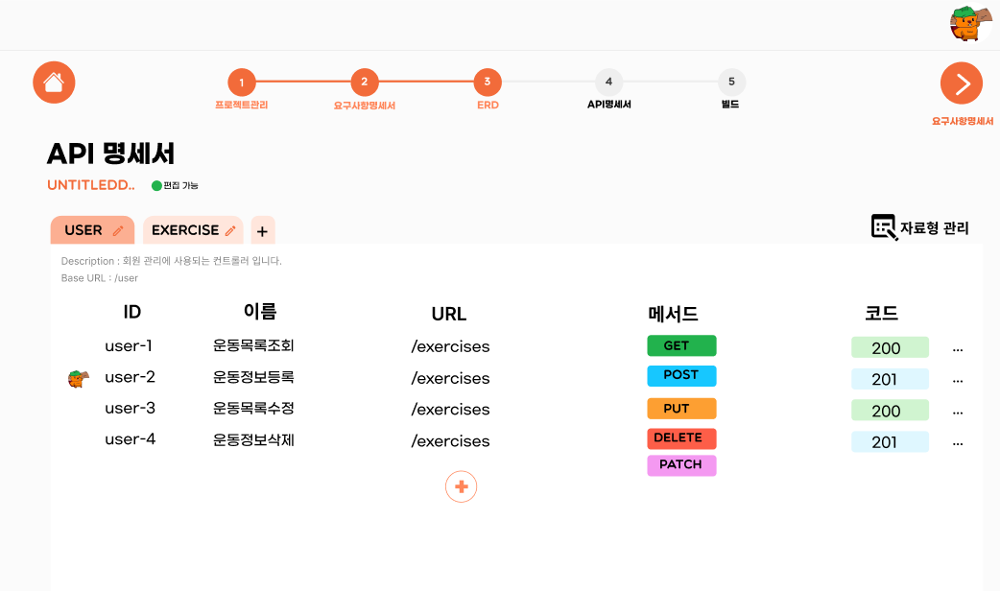 1 2 3 4 5
프로젝트관리 요구사항명세서 ERD API명세서 빌드
요구사항명세서
API 명세서
UNTITLEDD.. 편집 가능
USER EXERCISE + 자료형 관리
Description : 회원 관리에 사용되는 컨트롤러 입니다.
Base URL : /user
ID 이름 URL 메서드 코드
user-1 운동목록조회 /exercises GET 200 ...
user-2 운동정보등록 /exercises POST 201 ...
user-3 운동목록수정 /exercises PUT 200 ...
user-4 운동정보삭제 /exercises DELETE 201 ...
PATCH